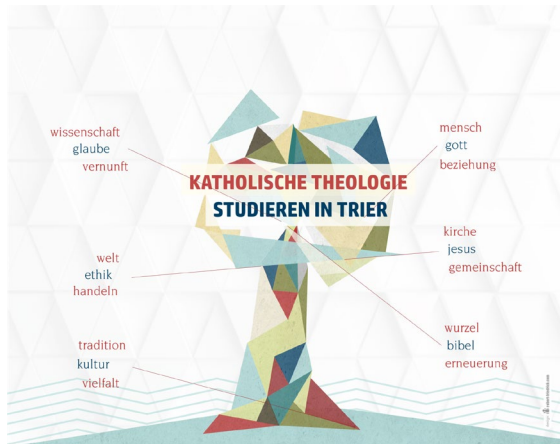 wissenschaft
glaube
vernunft
mensch
gott
beziehung
KATHOLISCHE THEOLOGIE
STUDIEREN IN TRIER
welt
ethik
handeln
kirche
jesus
gemeinschaft
tradition
kultur
vielfalt
wurzel
bibel
erneuerung